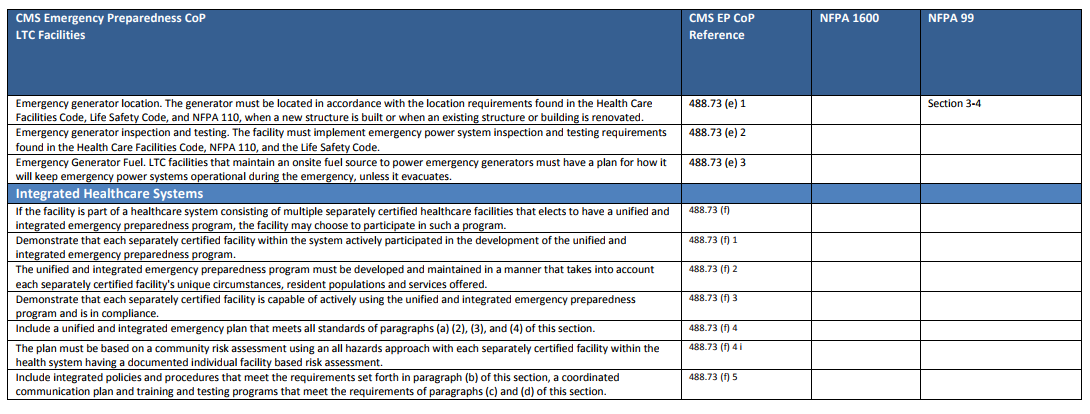 CMS Emergency Preparedness CoP
LTC Facilities
CMS EP CoP
Reference
NFPA 1600
NFPA 99
Emergency generator location. The generator must be located in accordance with the location requirements found in the Health Care
Facilities Code, Life Safety Code, and NFPA 110, when a new structure is built or when an existing structure or building is renovated.
488.73 (e) 1
Section 3-4
Emergency generator inspection and testing. The facility must implement emergency power system inspection and testing requirements
found in the Health Care Facilities Code, NFPA 110, and the Life Safety Code.
488.73 (e) 2
Emergency Generator Fuel. LTC facilities that maintain an onsite fuel source to power emergency generators must have a plan for how it
will keep emergency power systems operational during the emergency, unless it evacuates.
488.73 (e) 3
Integrated Healthcare Systems
If the facility is part of a healthcare system consisting of multiple separately certified healthcare facilities that elects to have a unified and
integrated emergency preparedness program, the facility may choose to participate in such a program.
488.73 (f)
Demonstrate that each separately certified facility within the system actively participated in the development of the unified and
integrated emergency preparedness program.
488.73 (f) 1
The unified and integrated emergency preparedness program must be developed and maintained in a manner that takes into account
each separately certified facility's unique circumstances, resident populations and services offered.
488.73 (f) 2
Demonstrate that each separately certified facility is capable of actively using the unified and integrated emergency preparedness
program and is in compliance.
488.73 (f) 3
Include a unified and integrated emergency plan that meets all standards of paragraphs (a) (2), (3), and (4) of this section.
488.73 (f) 4
The plan must be based on a community risk assessment using an all hazards approach with each separately certified facility within the
health system having a documented individual facility based risk assessment.
488.73 (f) 4 i
Include integrated policies and procedures that meet the requirements set forth in paragraph (b) of this section, a coordinated
communication plan and training and testing programs that meet the requirements of paragraphs (c) and (d) of this section.
488.73 (f) 5